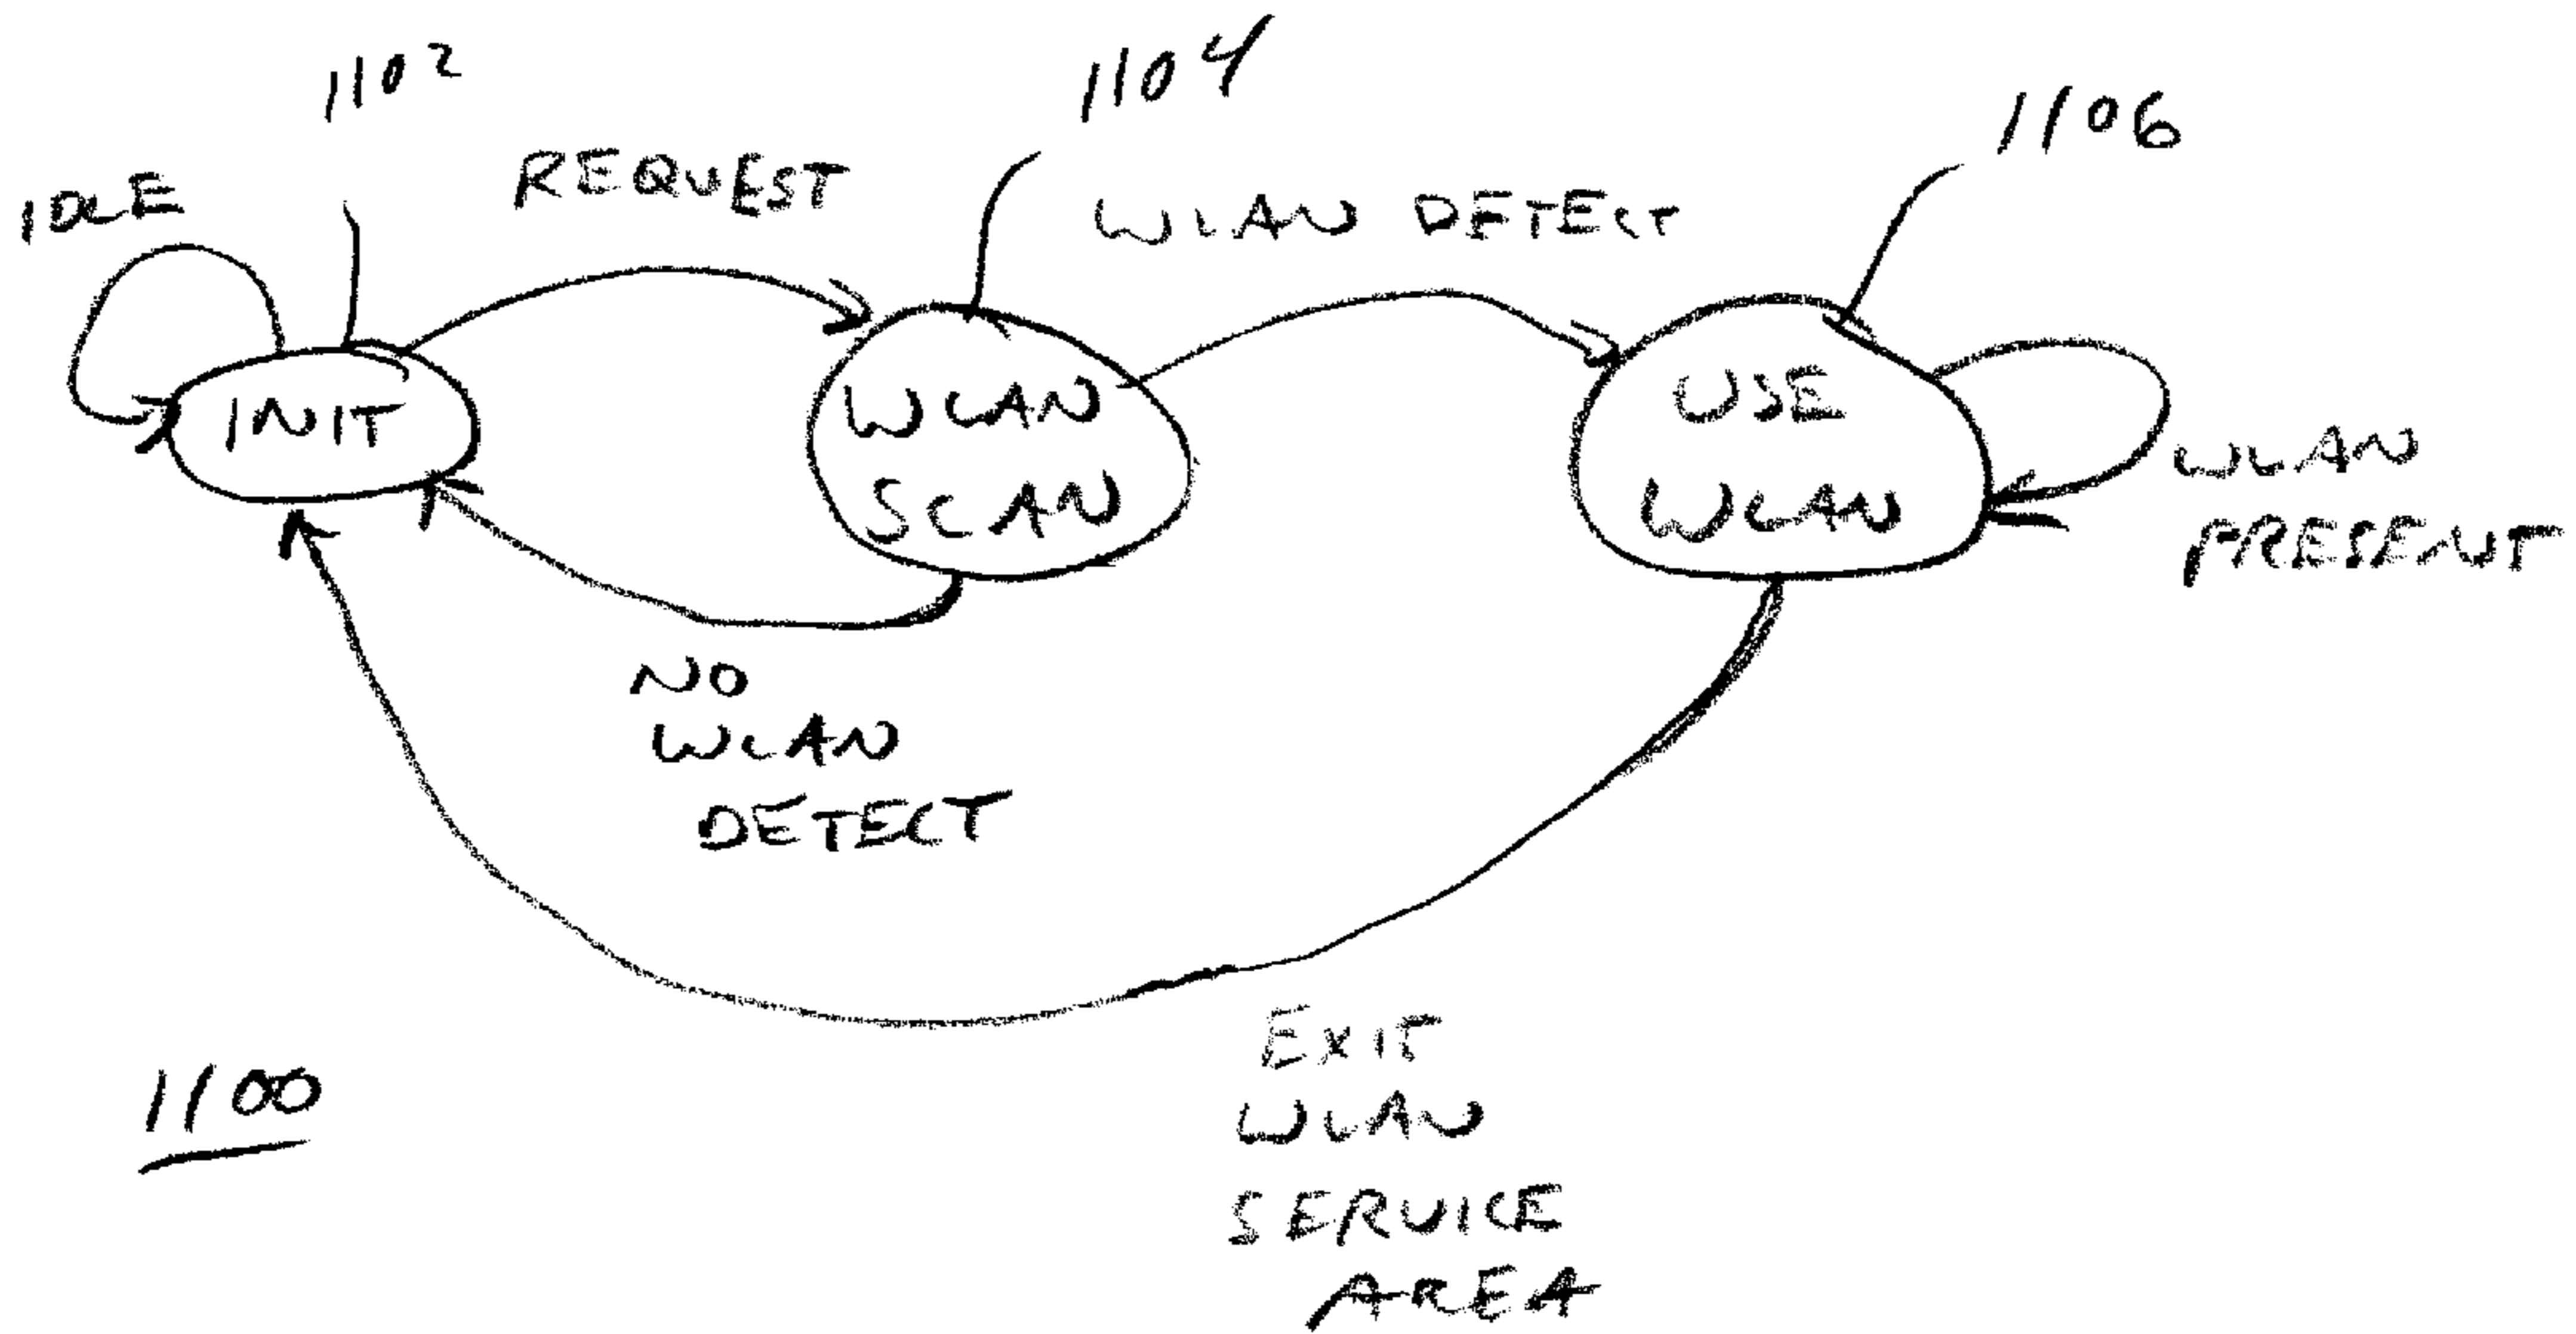 1102
1104
1106
IDLE
REQUEST
WLAN DETECT
INIT
WLAN
SCAN
USE
WLAN
WLAN
PRESENT
NO
WLAN
DETECT
EXIT
WLAN
SERVICE
AREA
1100